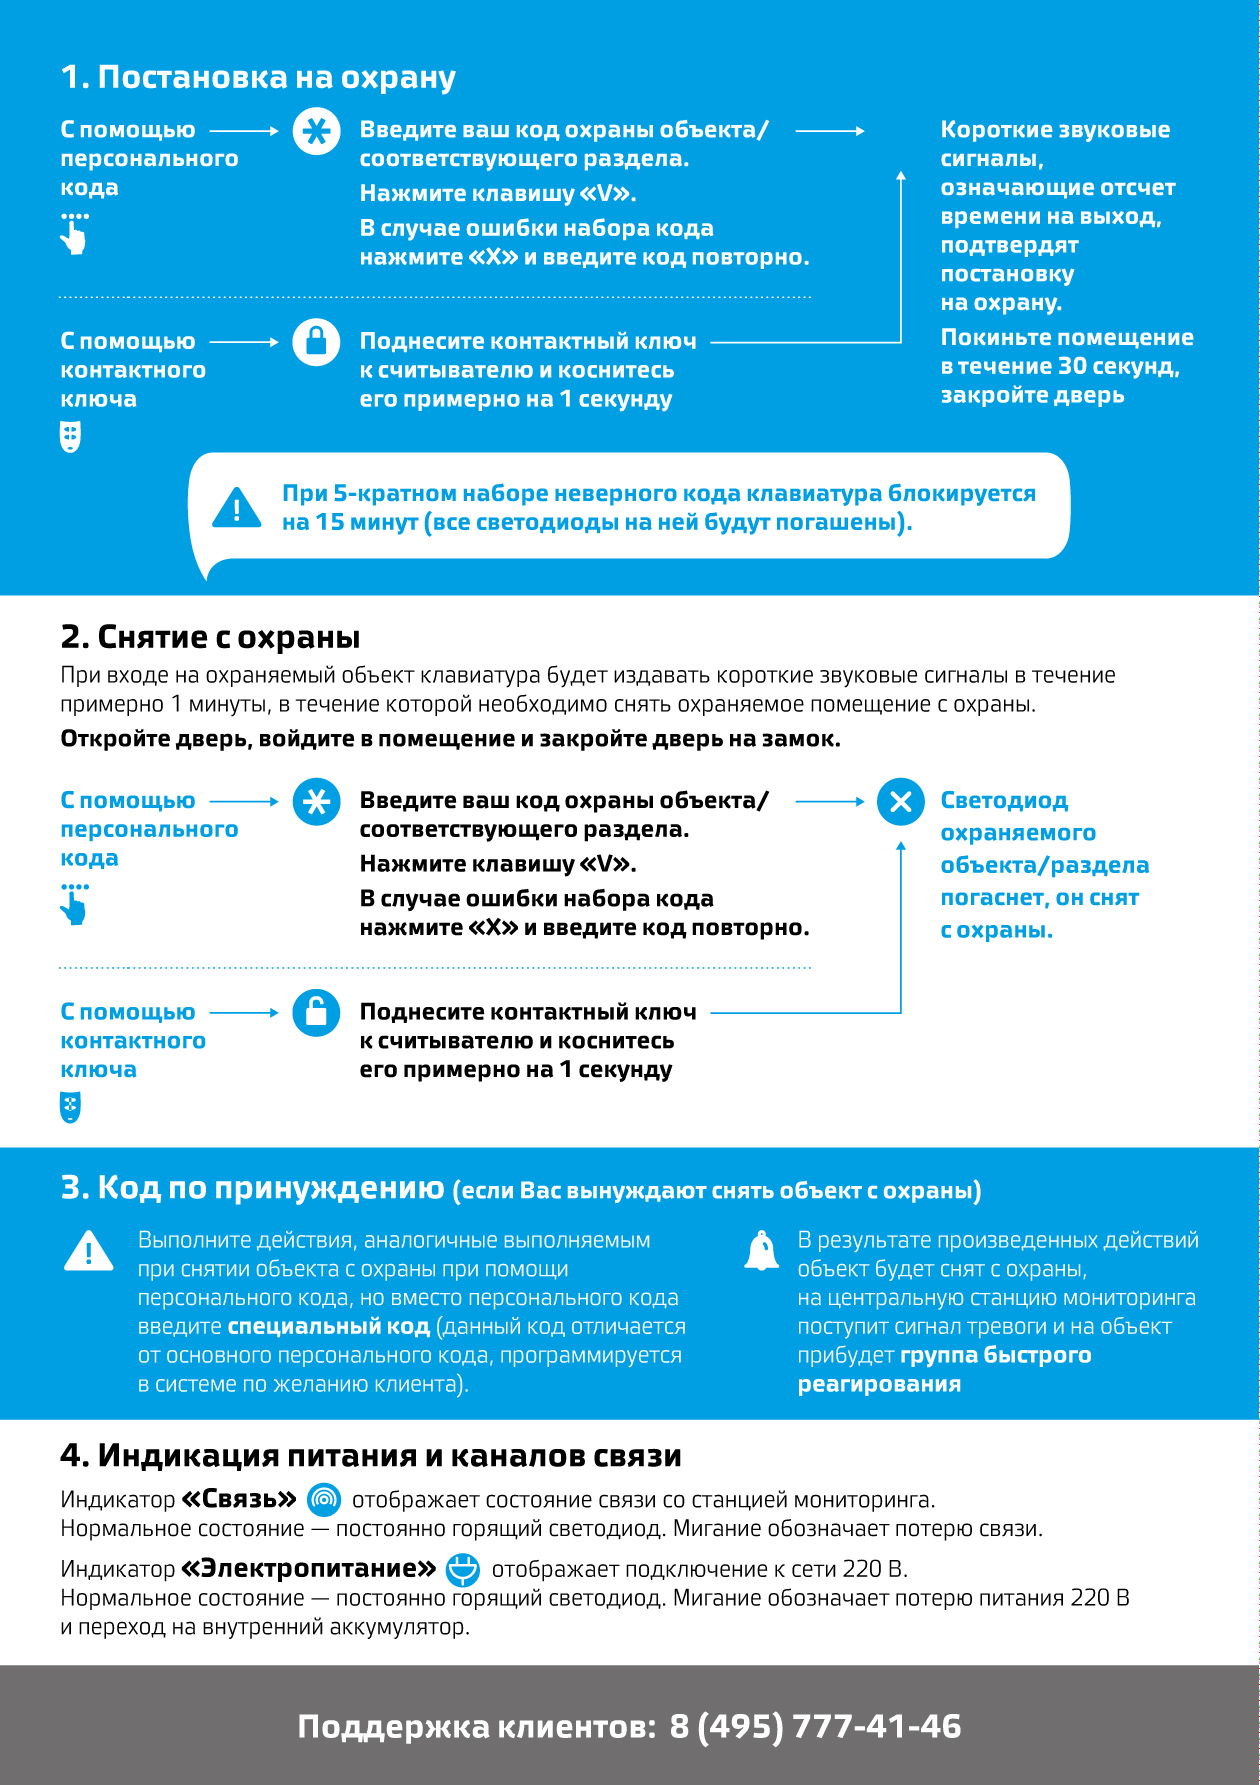 1. Постановка на охрану
С помощью
персонального
кода
Введите ваш код охраны объекта/
соответствующего раздела.
Нажмите клавишу «V».
В случае ошибки набора кода
нажмите «X» и введите код повторно.
С помощью
контактного
ключа
Поднесите контактный ключ
к считывателю и коснитесь
его примерно на 1 секунду
Короткие звуковые
сигналы,
означающие отсчет
времени на выход,
подтвердят
постановку
на охрану.
Покиньте помещение
в течение 30 секунд,
закройте дверь
При 5-кратном наборе неверного кода клавиатура блокируется
на 15 минут (все светодиоды на ней будут погашены).
2. Снятие с охраны
При входе на охраняемый объект клавиатура будет издавать короткие звуковые сигналы в течение
примерно 1 минуты, в течение которой необходимо снять охраняемое помещение с охраны.
Откройте дверь, войдите в помещение и закройте дверь на замок.
С помощью
персонального
кода
Введите ваш код охраны объекта/
соответствующего раздела.
Нажмите клавишу «V».
В случае ошибки набора кода
нажмите «X» и введите код повторно.
Светодиод
охраняемого
объекта/раздела
погаснет, он снят
с охраны.
С помощью
контактного
ключа
Поднесите контактный ключ
к считывателю и коснитесь
его примерно на 1 секунду
3. Код по принуждению (если Вас вынуждают снять объект с охраны)
Выполните действия, аналогичные выполняемым
при снятии объекта с охраны при помощи
персонального кода, но вместо персонального кода
введите специальный код (данный код отличается
от основного персонального кода, программируется
в системе по желанию клиента).
В результате произведенных действий
объект будет снят с охраны,
на центральную станцию мониторинга
поступит сигнал тревоги и на объект
прибудет группа быстрого
реагирования
4. Индикация питания и каналов связи
Индикатор «Связь» отображает состояние связи со станцией мониторинга.
Нормальное состояние — постоянно горящий светодиод. Мигание обозначает потерю связи.
Индикатор «Электропитание» отображает подключение к сети 220 В.
Нормальное состояние — постоянно горящий светодиод. Мигание обозначает потерю питания 220 В
и переход на внутренний аккумулятор.
Поддержка клиентов: 8 (495) 777-41-46